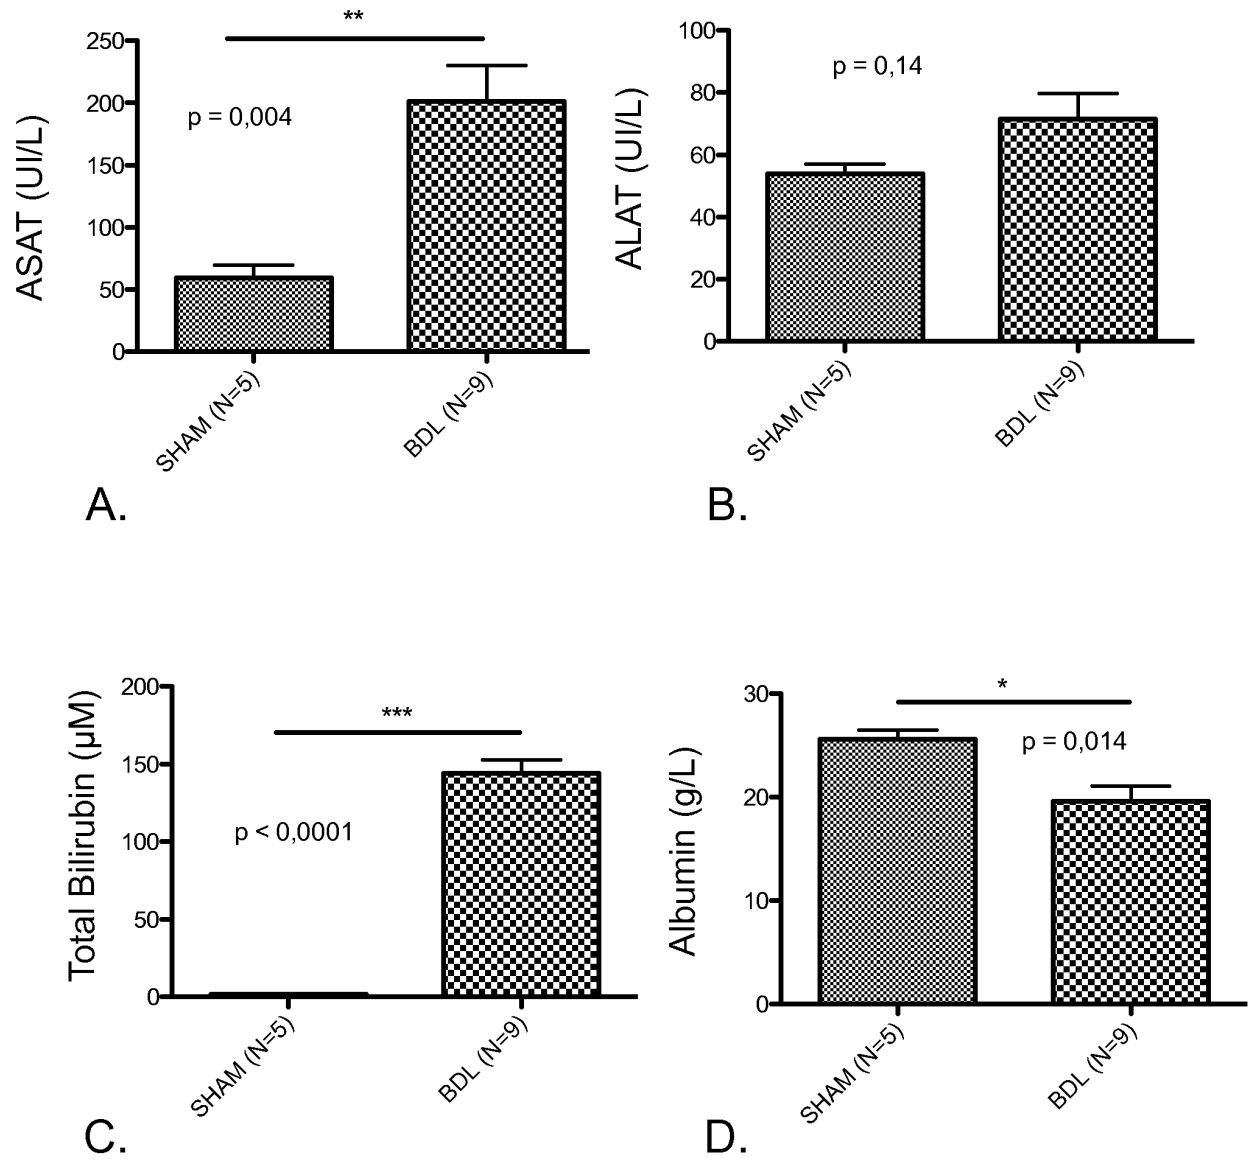 **
250
200
150
100
50
0
ASAT (UI/L)
p = 0,004
SHAM (N=5)
BDL (N=9)
A.
100
80
60
40
20
0
ALAT (UI/L)
p = 0,14
SHAM (N=5)
BDL (N=9)
B.
200
150
100
50
0
Total Bilirubin (µM)
***
p < 0,0001
SHAM (N=5)
BDL (N=9)
C.
30
20
10
0
Albumin (g/L)
*
p = 0,014
SHAM (N=5)
BDL (N=9)
D.